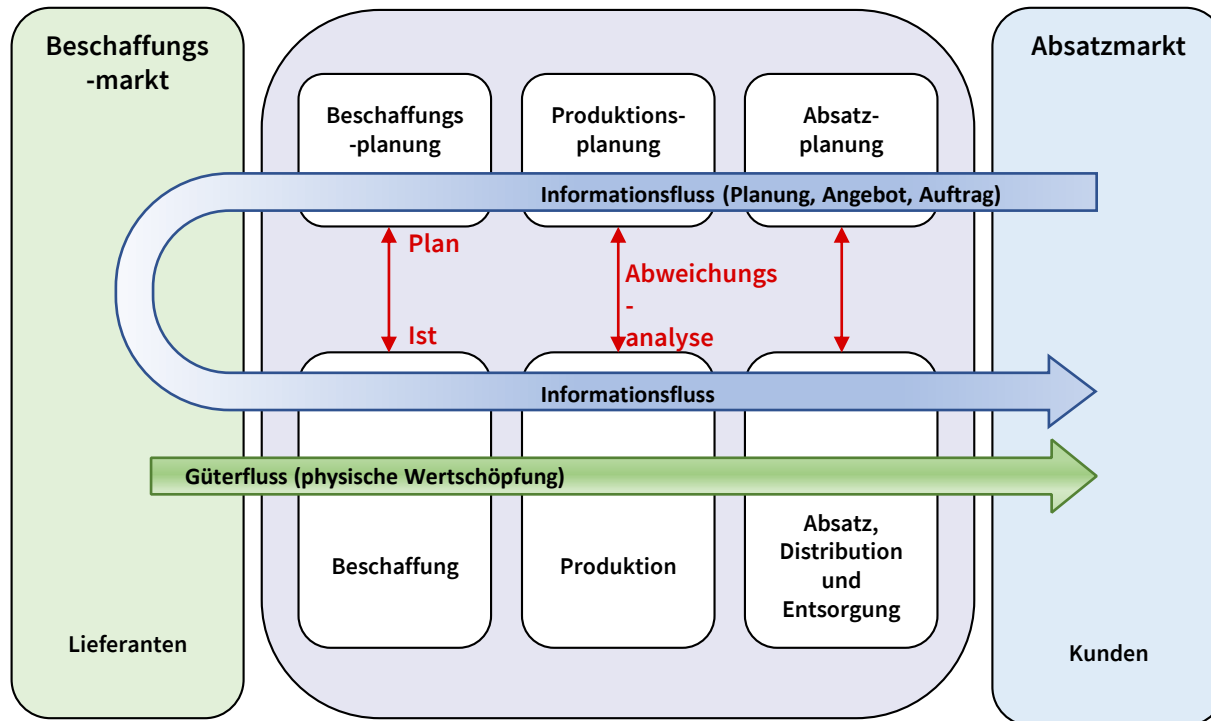 Beschaffungs
-markt
Absatzmarkt
Beschaffungs
-planung
Produktions-
planung
Absatz-
planung
Informationsfluss (Planung, Angebot, Auftrag)
Plan
Abweichungs
-
analyse
Ist
Informationsfluss
Güterfluss (physische Wertschöpfung)
Beschaffung
Produktion
Absatz,
Distribution
und
Entsorgung
Lieferanten
Kunden